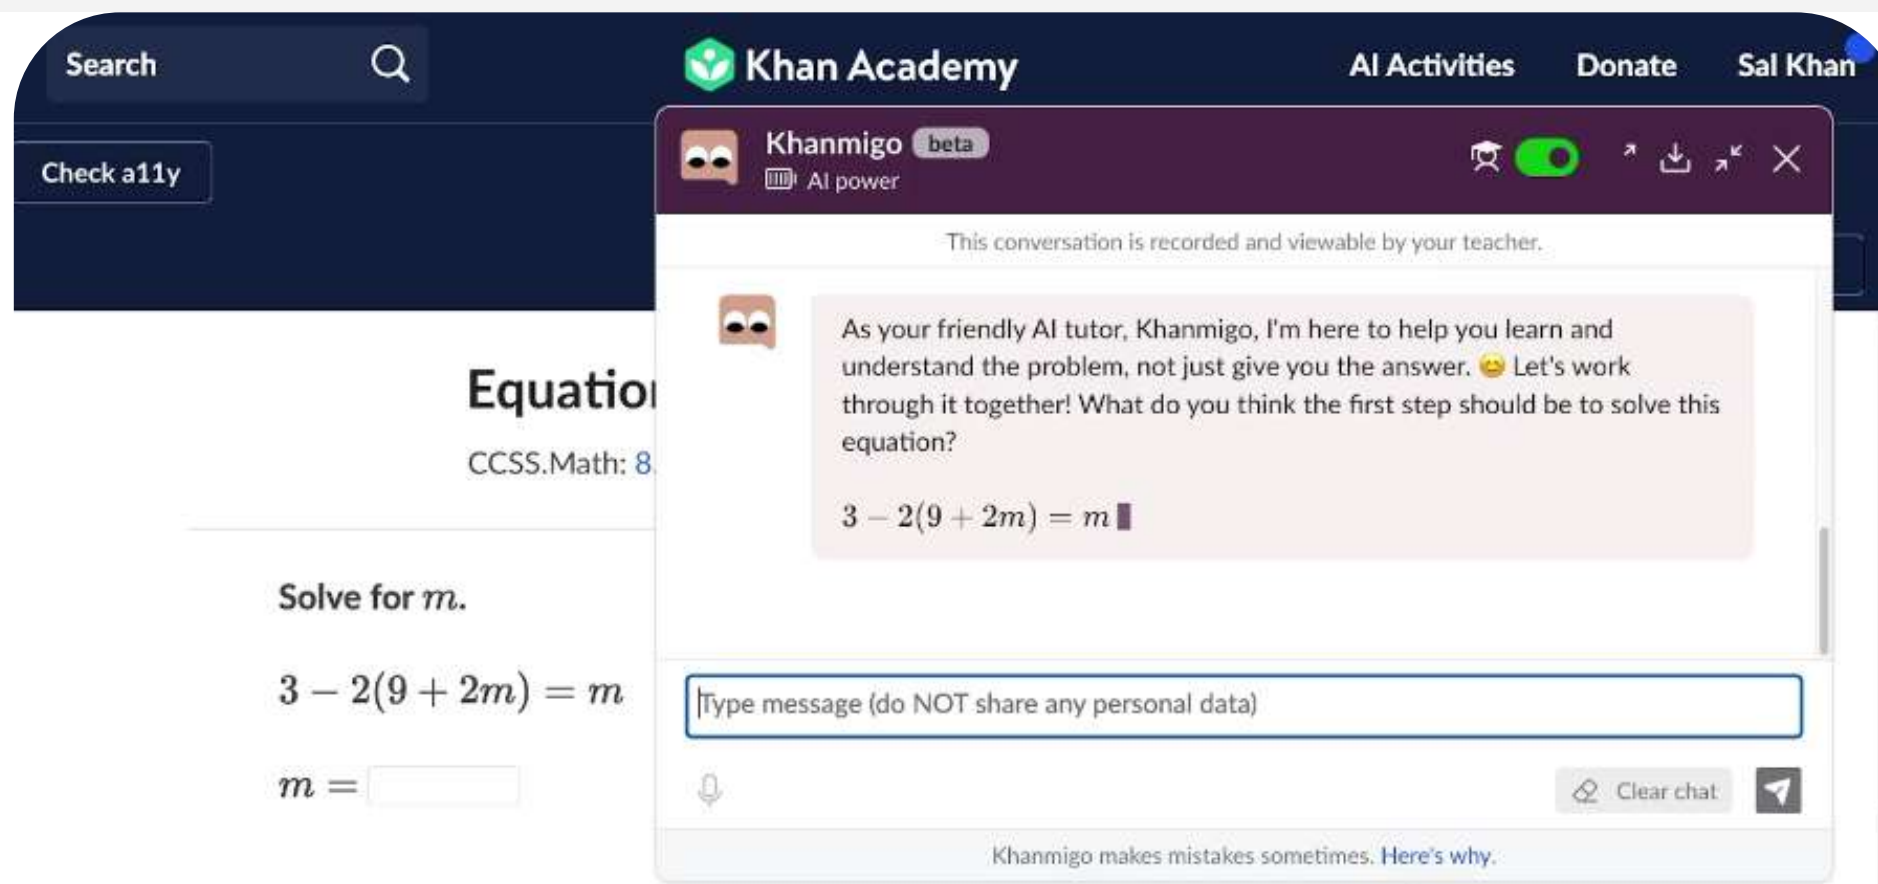 Search
Khan Academy
AI Activities
Donate
Sal Khan
Check a11y
Khanmigo beta
AI power
This conversation is recorded and viewable by your teacher.
As your friendly AI tutor, Khanmigo, I'm here to help you learn and
understand the problem, not just give you the answer. 😊 Let's work
through it together! What do you think the first step should be to solve this
equation?
3 − 2(9 + 2m) = m
Equatio
CCSS.Math: 8.
Solve for m.
3 − 2(9 + 2m) = m
m =
Type message (do NOT share any personal data)
Clear chat
Khanmigo makes mistakes sometimes. Here's why.